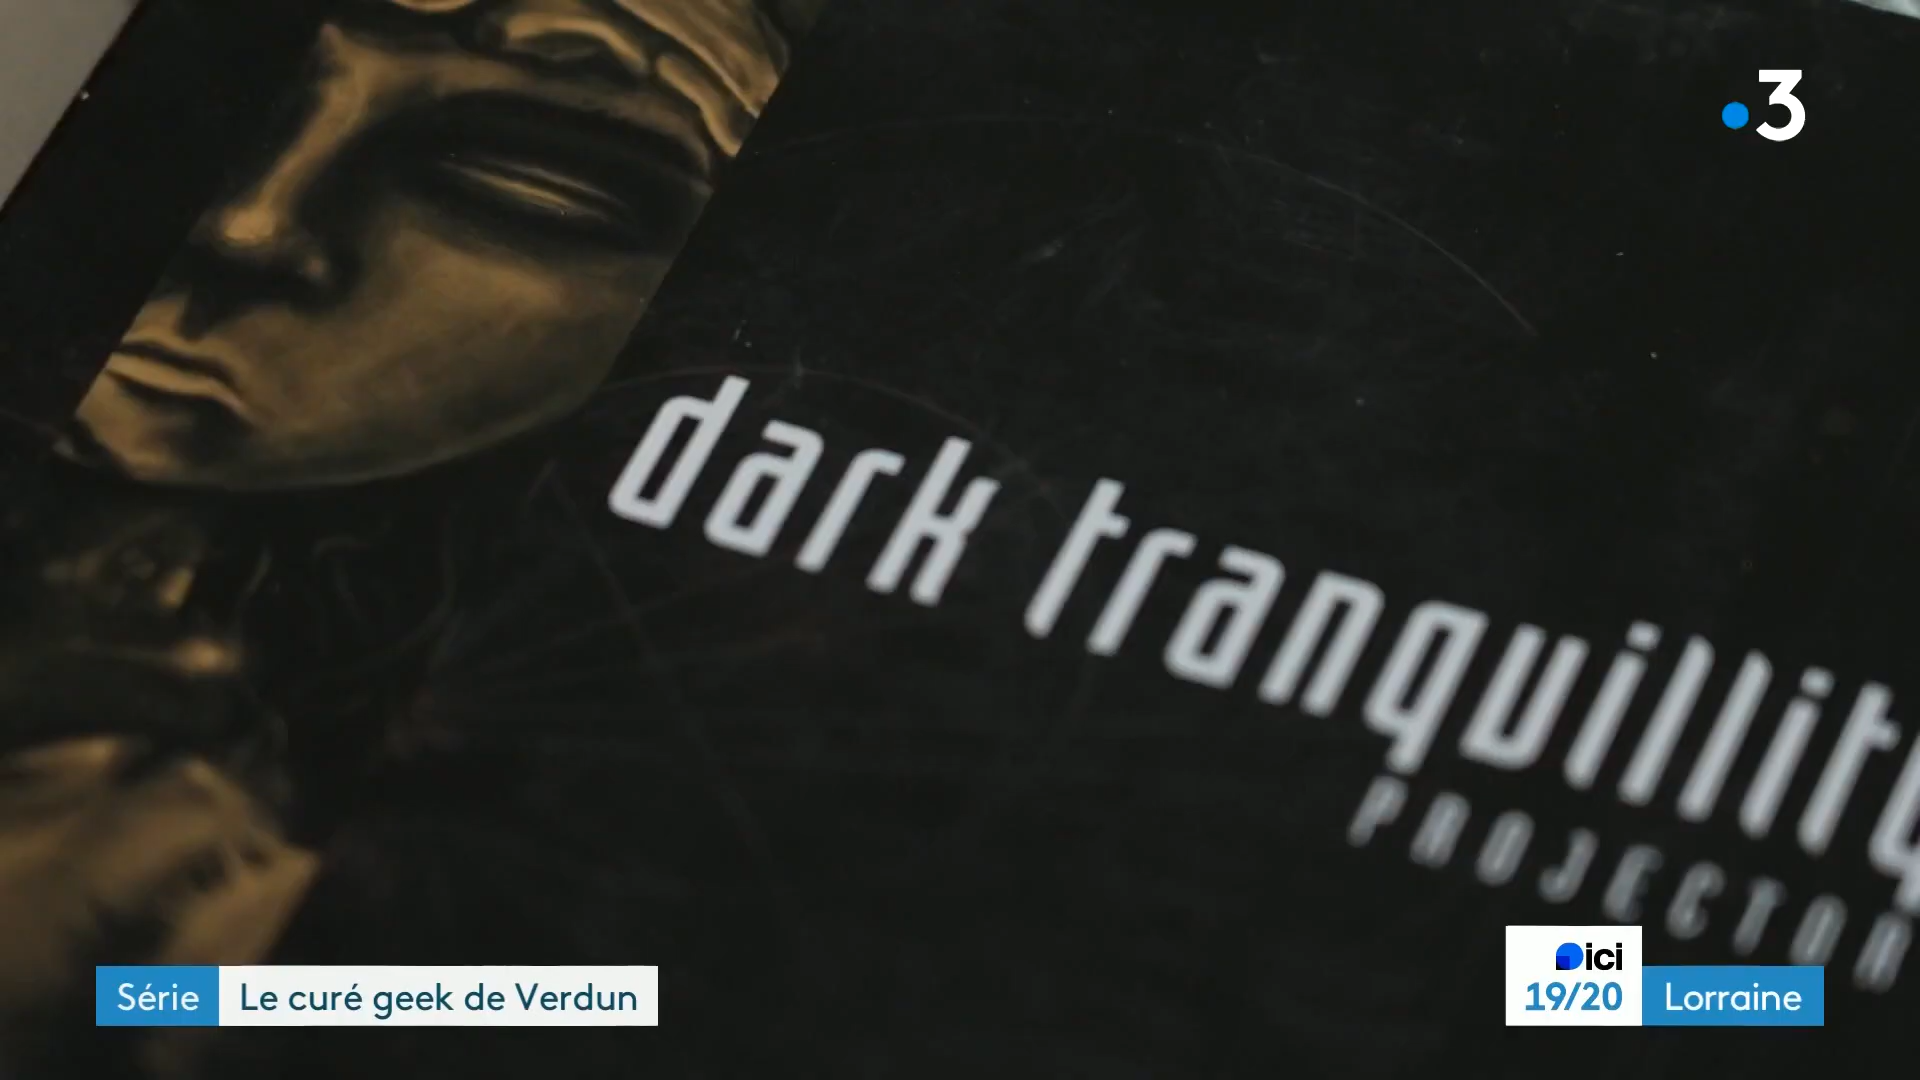 3
dark tranquillity
PROJECTOR
Série Le curé geek de Verdun
ici
19/20 Lorraine